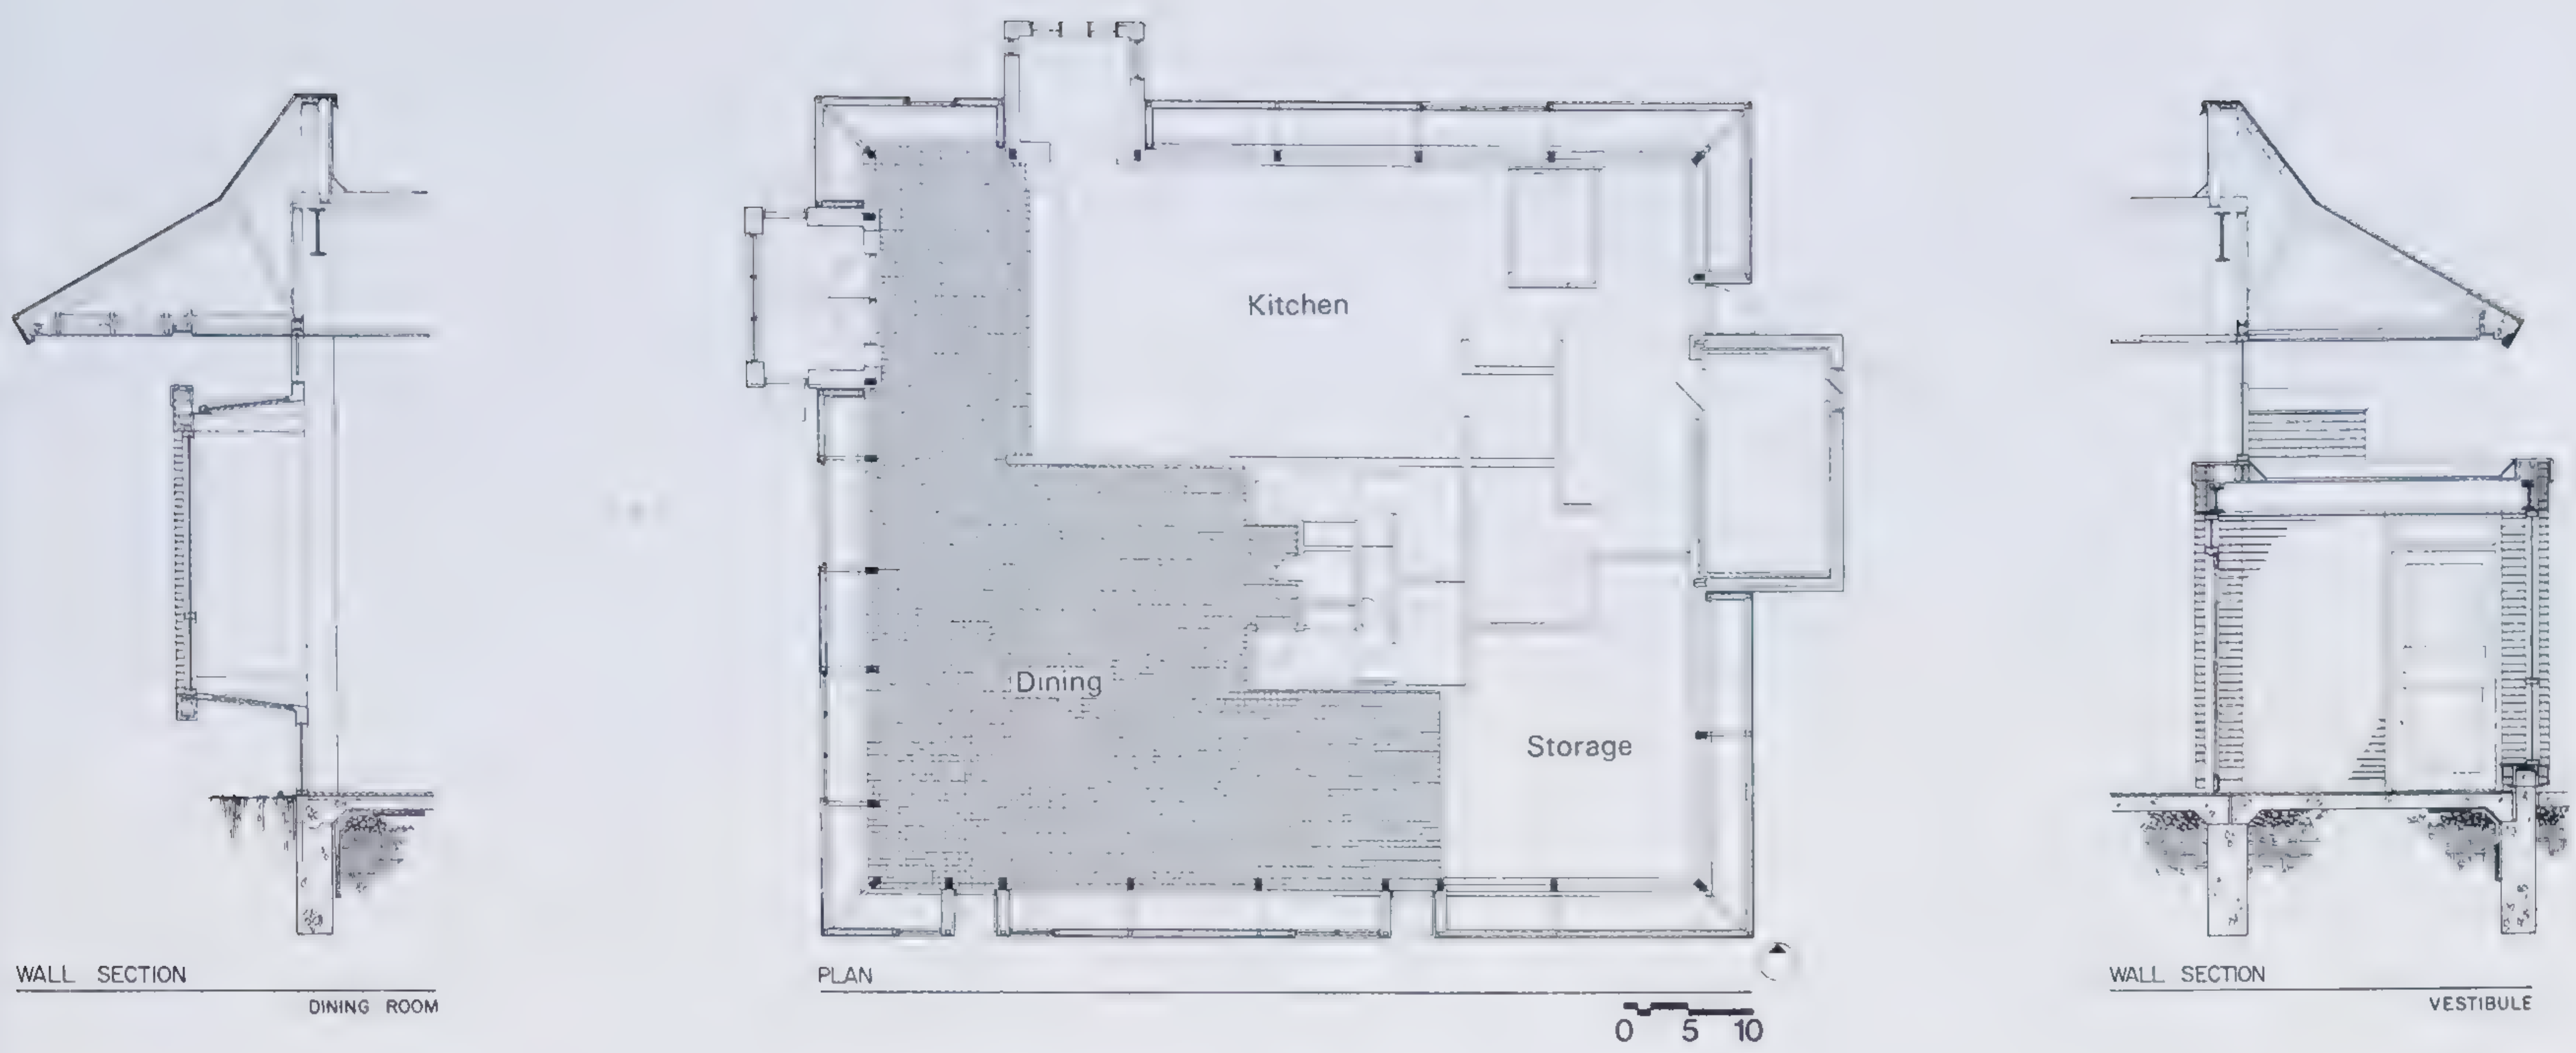 Kitchen
Dining
Storage
WALL SECTION
DINING ROOM
PLAN
0 5 10
WALL SECTION
VESTIBULE